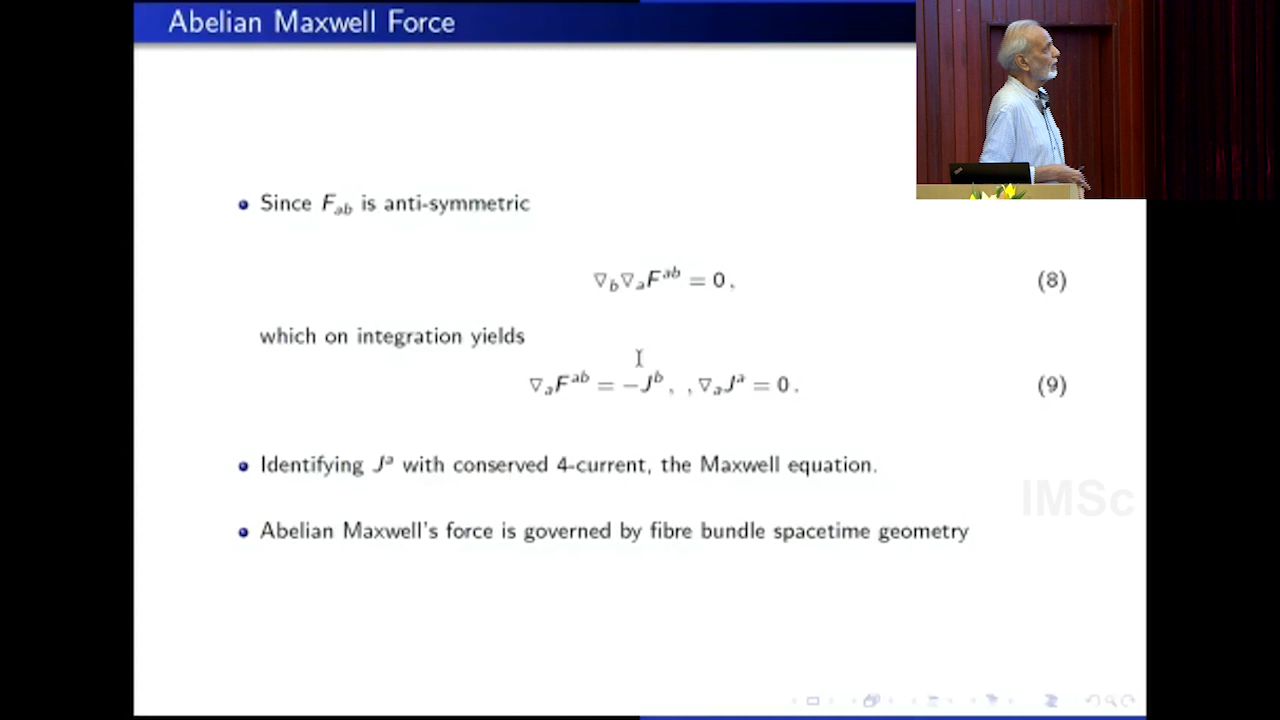 Abelian Maxwell Force
Since F_{ab} is anti-symmetric
∇_b∇_aF^{ab} = 0 , (8)
which on integration yields
∇_aF^{ab} = −J^b , , ∇_aJ^a = 0 . (9)
Identifying J^a with conserved 4-current, the Maxwell equation.
IMSc
Abelian Maxwell's force is governed by fibre bundle spacetime geometry